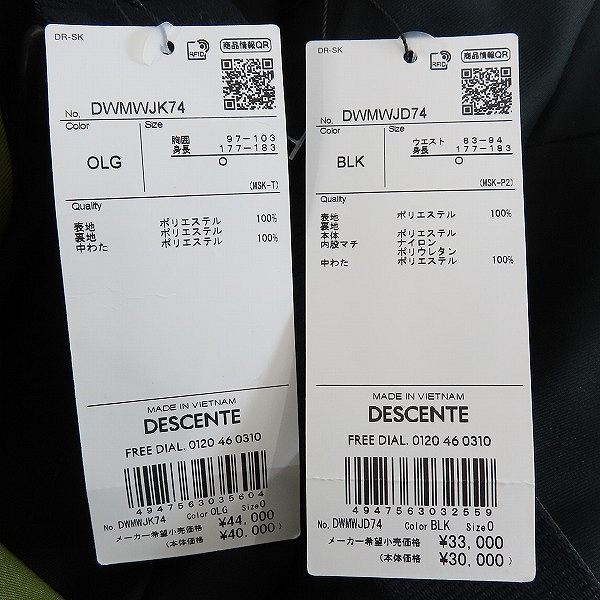 DR-SK
RFID
商品情報QR
No. DWMWJK74
Color
Size
OLG
胸囲 97-103
身長 177-183
○
(MSK-T)
Quality
表地 ポリエステル 100%
裏地 ポリエステル
中わた ポリエステル 100%
MADE IN VIETNAM
DESCENTE
FREE DIAL. 0120 46 0310
4947563035604
No. DWMWJK74 Color OLG Size O
メーカー希望小売価格 ¥44,000
(本体価格 ¥40,000)
DR-SK
RFID
商品情報QR
No. DWMWJD74
Color
Size
BLK
ウエスト 83-94
身長 177-183
○
(MSK-P2)
Quality
表地 ポリエステル 100%
裏地
本体 ポリエステル
内股マチ ナイロン
ポリウレタン
中わた ポリエステル 100%
MADE IN VIETNAM
DESCENTE
FREE DIAL. 0120 46 0310
4947563032559
No. DWMWJD74 Color BLK Size O
メーカー希望小売価格 ¥33,000
(本体価格 ¥30,000)